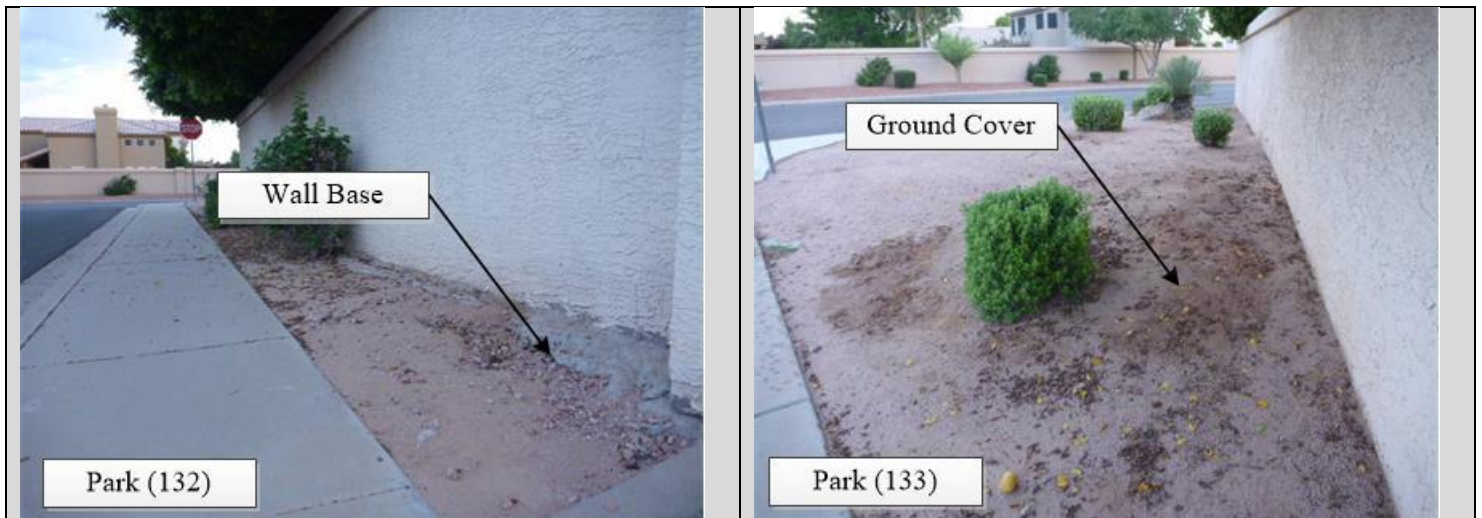 STOP
Wall Base
Park (132)
Ground Cover
Park (133)